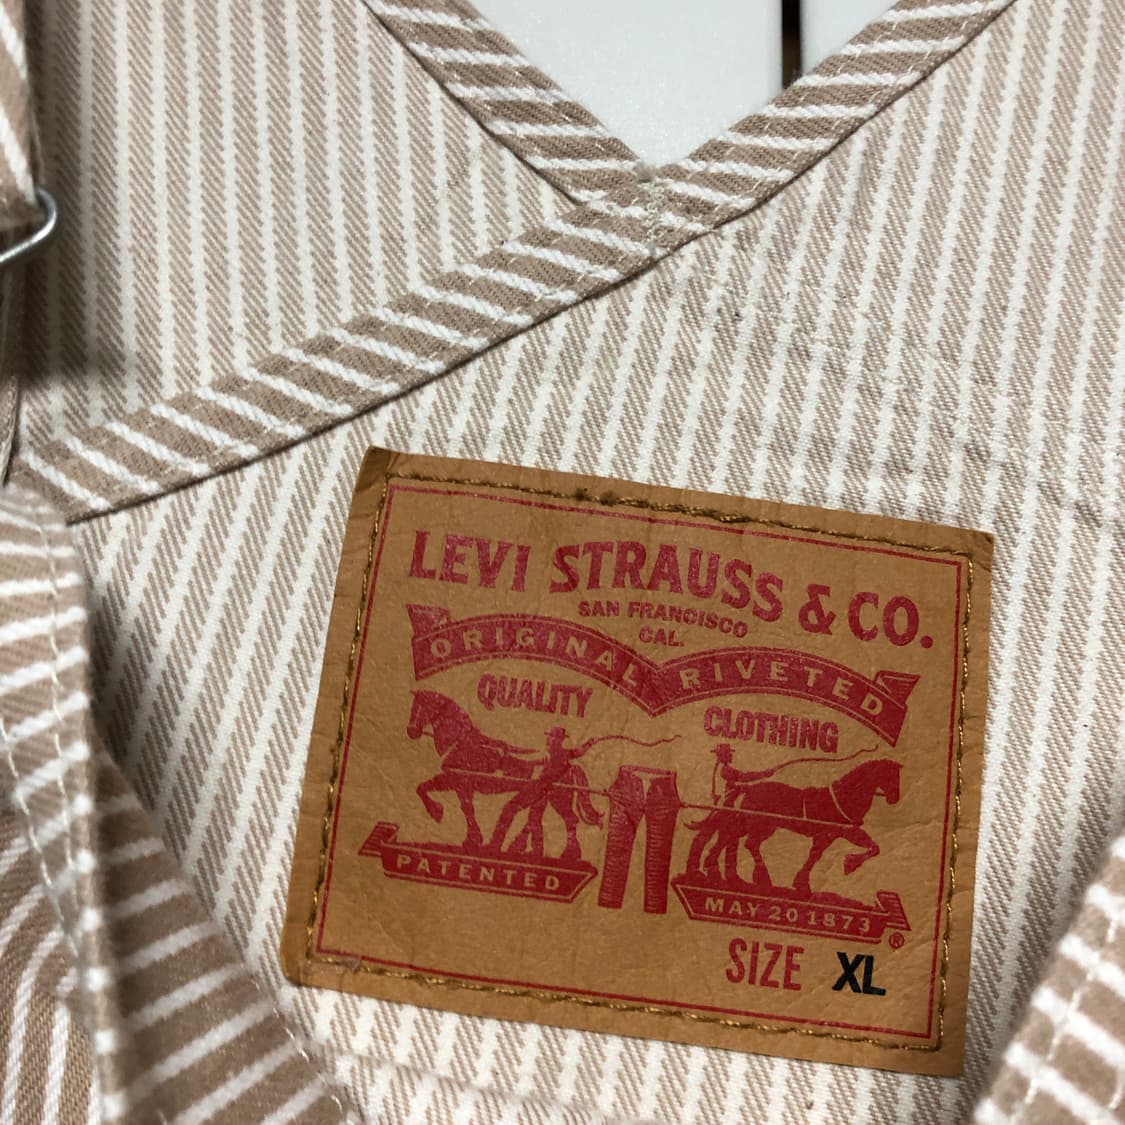 LEVI STRAUSS & CO.
SAN FRANCISCO
CAL.
ORIGINAL RIVETED
QUALITY CLOTHING
PATENTED
MAY 20 1873
®
SIZE XL